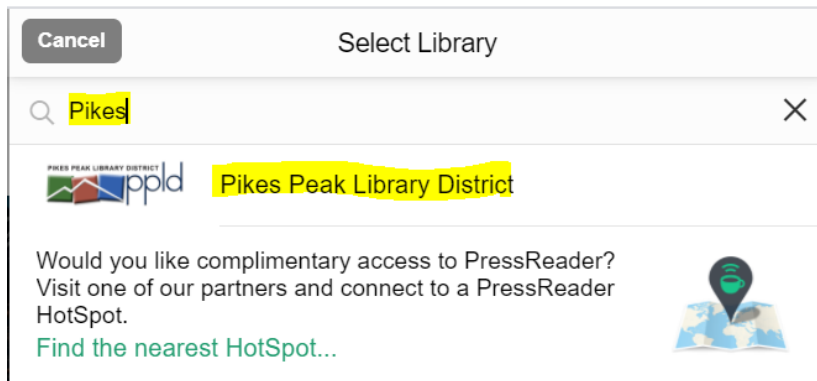 Cancel
Select Library
Pikes
PIKES PEAK LIBRARY DISTRICT
ppld
Pikes Peak Library District
Would you like complimentary access to PressReader?
Visit one of our partners and connect to a PressReader
HotSpot.
Find the nearest HotSpot...